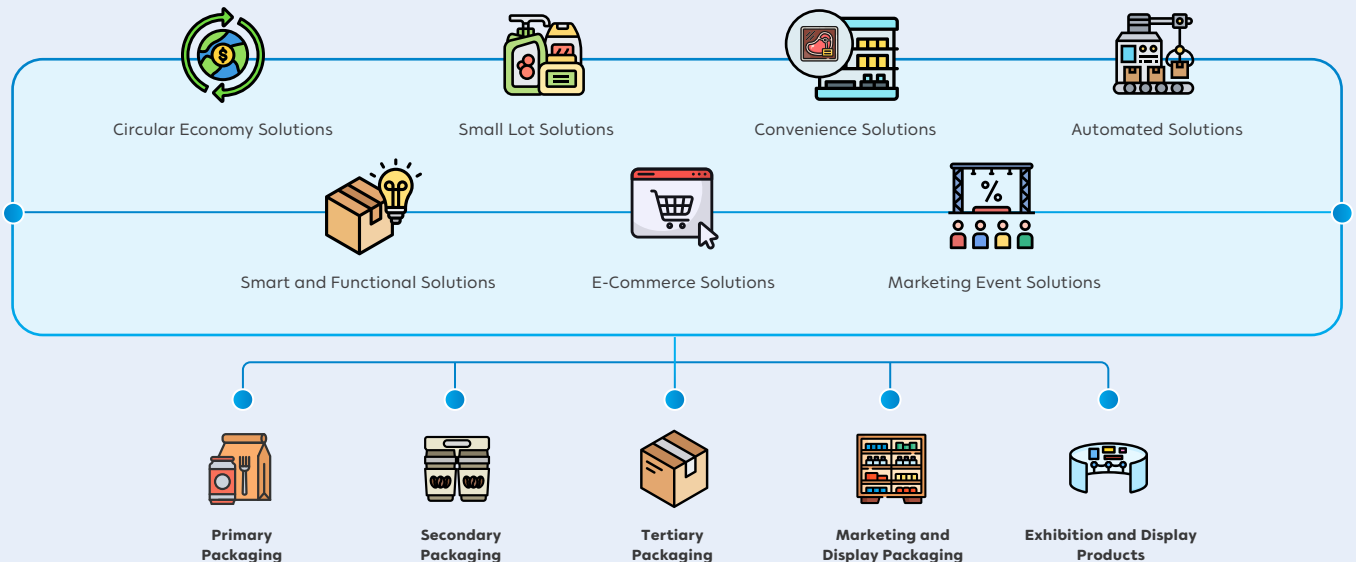 Circular Economy Solutions
Small Lot Solutions
Convenience Solutions
Automated Solutions
Smart and Functional Solutions
E-Commerce Solutions
Marketing Event Solutions
Primary
Packaging
Secondary
Packaging
Tertiary
Packaging
Marketing and
Display Packaging
Exhibition and Display
Products